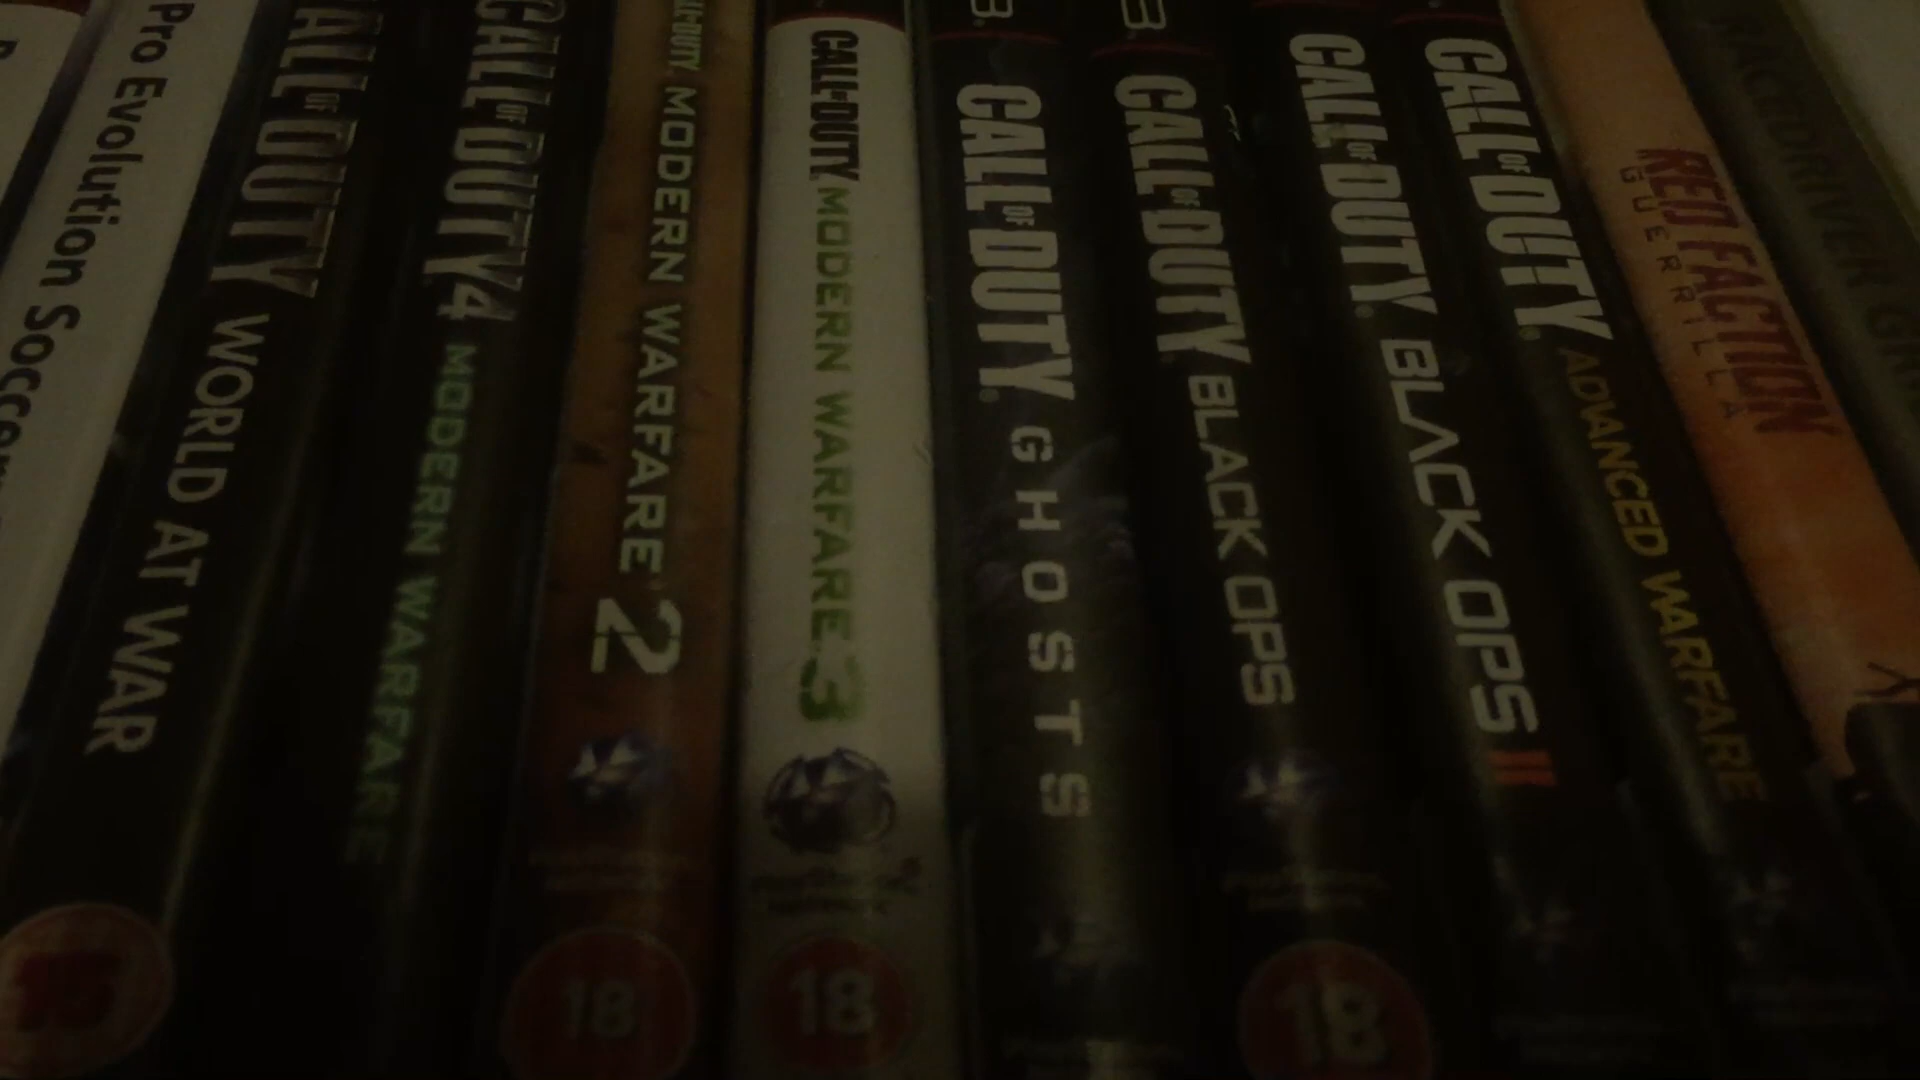 Pro Evolution Soccer
CALL OF DUTY WORLD AT WAR
CALL OF DUTY 4 MODERN WARFARE
18
CALL OF DUTY MODERN WARFARE 2
18
CALL OF DUTY MODERN WARFARE 3
CALL OF DUTY GHOSTS
18
CALL OF DUTY BLACK OPS
CALL OF DUTY BLACK OPS II
CALL OF DUTY ADVANCED WARFARE
RED FACTION
GUERRILLA
RACEDRIVER GRID